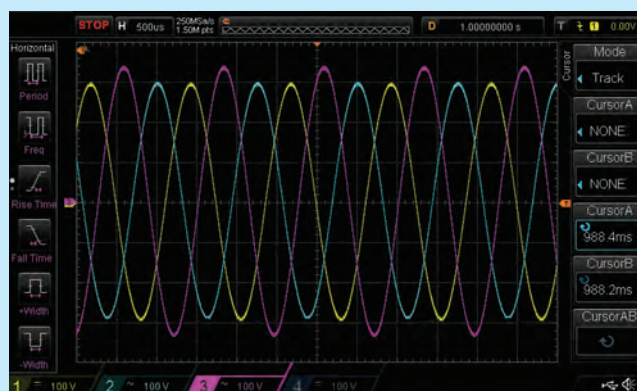 STOP H 500us 250MSa/s 1.50M pts D 1.00000000 s T 1 0.00V
Horizontal
Period
Freq
Rise Time
Fall Time
+Width
-Width
Cursor
Mode
Track
CursorA
NONE
CursorB
NONE
CursorA
988.4ms
CursorB
988.2ms
CursorAB
T
1 = 100 V 2 ~ 100 V 3 ~ 100 V 4 = 100 V